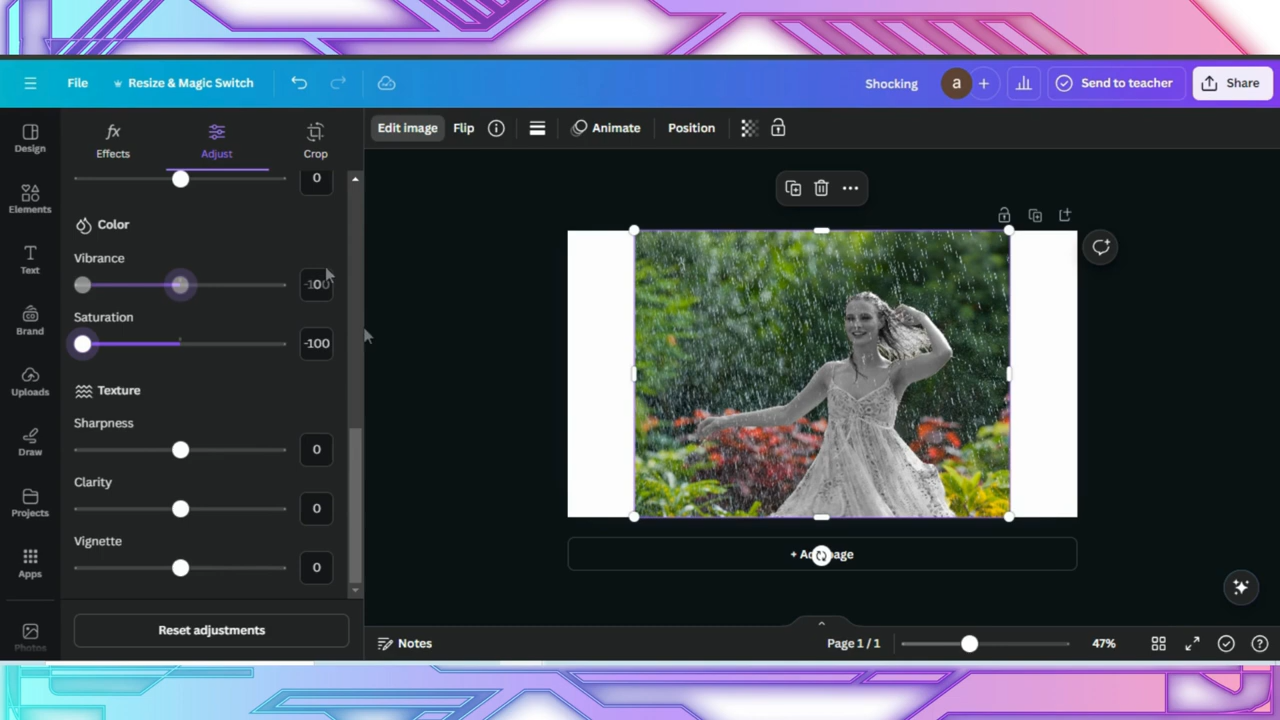 File
Resize & Magic Switch
Shocking
a
Send to teacher
Share
Design
Elements
Text
Brand
Uploads
Draw
Projects
Apps
Photos
Effects
Adjust
Crop
0
Color
Vibrance
-100
Saturation
-100
Texture
Sharpness
0
Clarity
0
Vignette
0
Reset adjustments
Edit image
Flip
Animate
Position
Notes
Page 1 / 1
47%